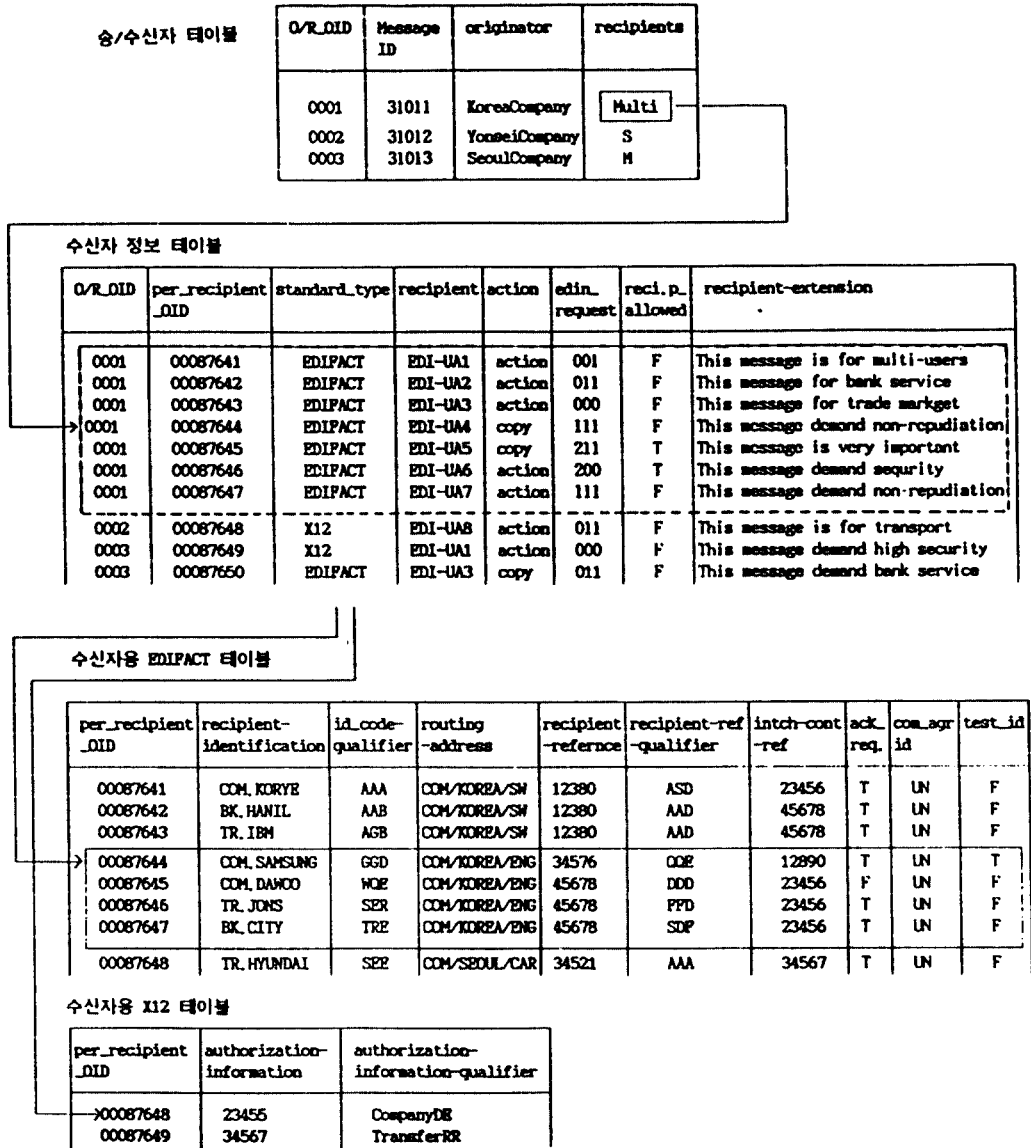 송/수신자 테이블
O/R_OID Message ID originator recipients
0001 31011 KoreaCompany Multi
0002 31012 YonseiCompany S
0003 31013 SeoulCompany M
수신자 정보 테이블
O/R_OID per_recipient_OID standard_type recipient action edin_request reci.p_allowed recipient-extension
0001 00087641 EDIFACT EDI-UA1 action 001 F This message is for multi-users
0001 00087642 EDIFACT EDI-UA2 action 011 F This message for bank service
0001 00087643 EDIFACT EDI-UA3 action 000 F This message for trade markget
0001 00087644 EDIFACT EDI-UA4 copy 111 F This message demand non-repudiation
0001 00087645 EDIFACT EDI-UA5 copy 211 T This message is very important
0001 00087646 EDIFACT EDI-UA6 action 200 T This message demand sequrity
0001 00087647 EDIFACT EDI-UA7 action 111 F This message demand non-repudiation
0002 00087648 X12 EDI-UA8 action 011 F This message is for transport
0003 00087649 X12 EDI-UA1 action 000 F This message demand high security
0003 00087650 EDIFACT EDI-UA3 copy 011 F This message demand bank service
수신자용 EDIFACT 테이블
per_recipient_OID recipient-identification id_code-qualifier routing-address recipient-refernce recipient-ref-qualifier intch-cont-ref ack_req. com_agr id test_id
00087641 COM.KORYE AAA COM/KOREA/SW 12380 ASD 23456 T UN F
00087642 BK.HANIL AAB COM/KOREA/SW 12380 AAD 45678 T UN F
00087643 TR.IBM AGB COM/KOREA/SW 12380 AAD 45678 T UN F
00087644 COM.SAMSUNG GGD COM/KOREA/ENG 34576 QQE 12890 T UN T
00087645 COM.DAWOO WQE COM/KOREA/ENG 45678 DDD 23456 F UN F
00087646 TR.JONS SER COM/KOREA/ENG 45678 FFD 23456 T UN F
00087647 BK.CITY TRE COM/KOREA/ENG 45678 SDF 23456 T UN F
00087648 TR.HYUNDAI SER COM/SEOUL/CAR 34521 AAA 34567 T UN F
수신자용 X12 테이블
per_recipient_OID authorization-information authorization-information-qualifier
00087648 23455 CompanyDE
00087649 34567 TransferRR